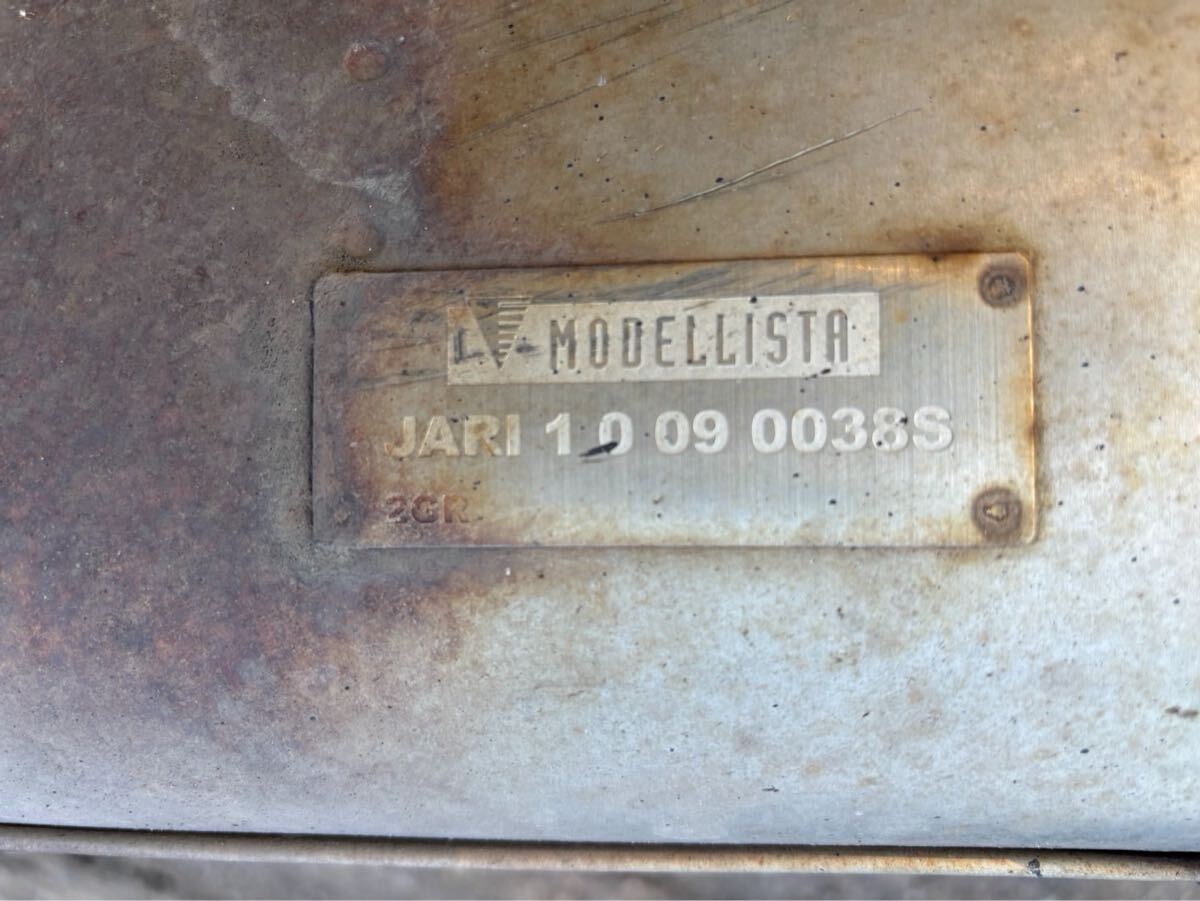 MODELLISTA
JARI 1 0 09 0038S
2GR